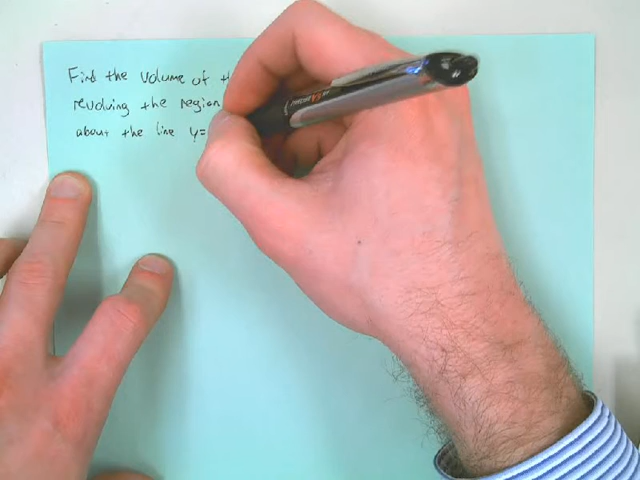 Find the volume of t
revolving the region
about the line y=